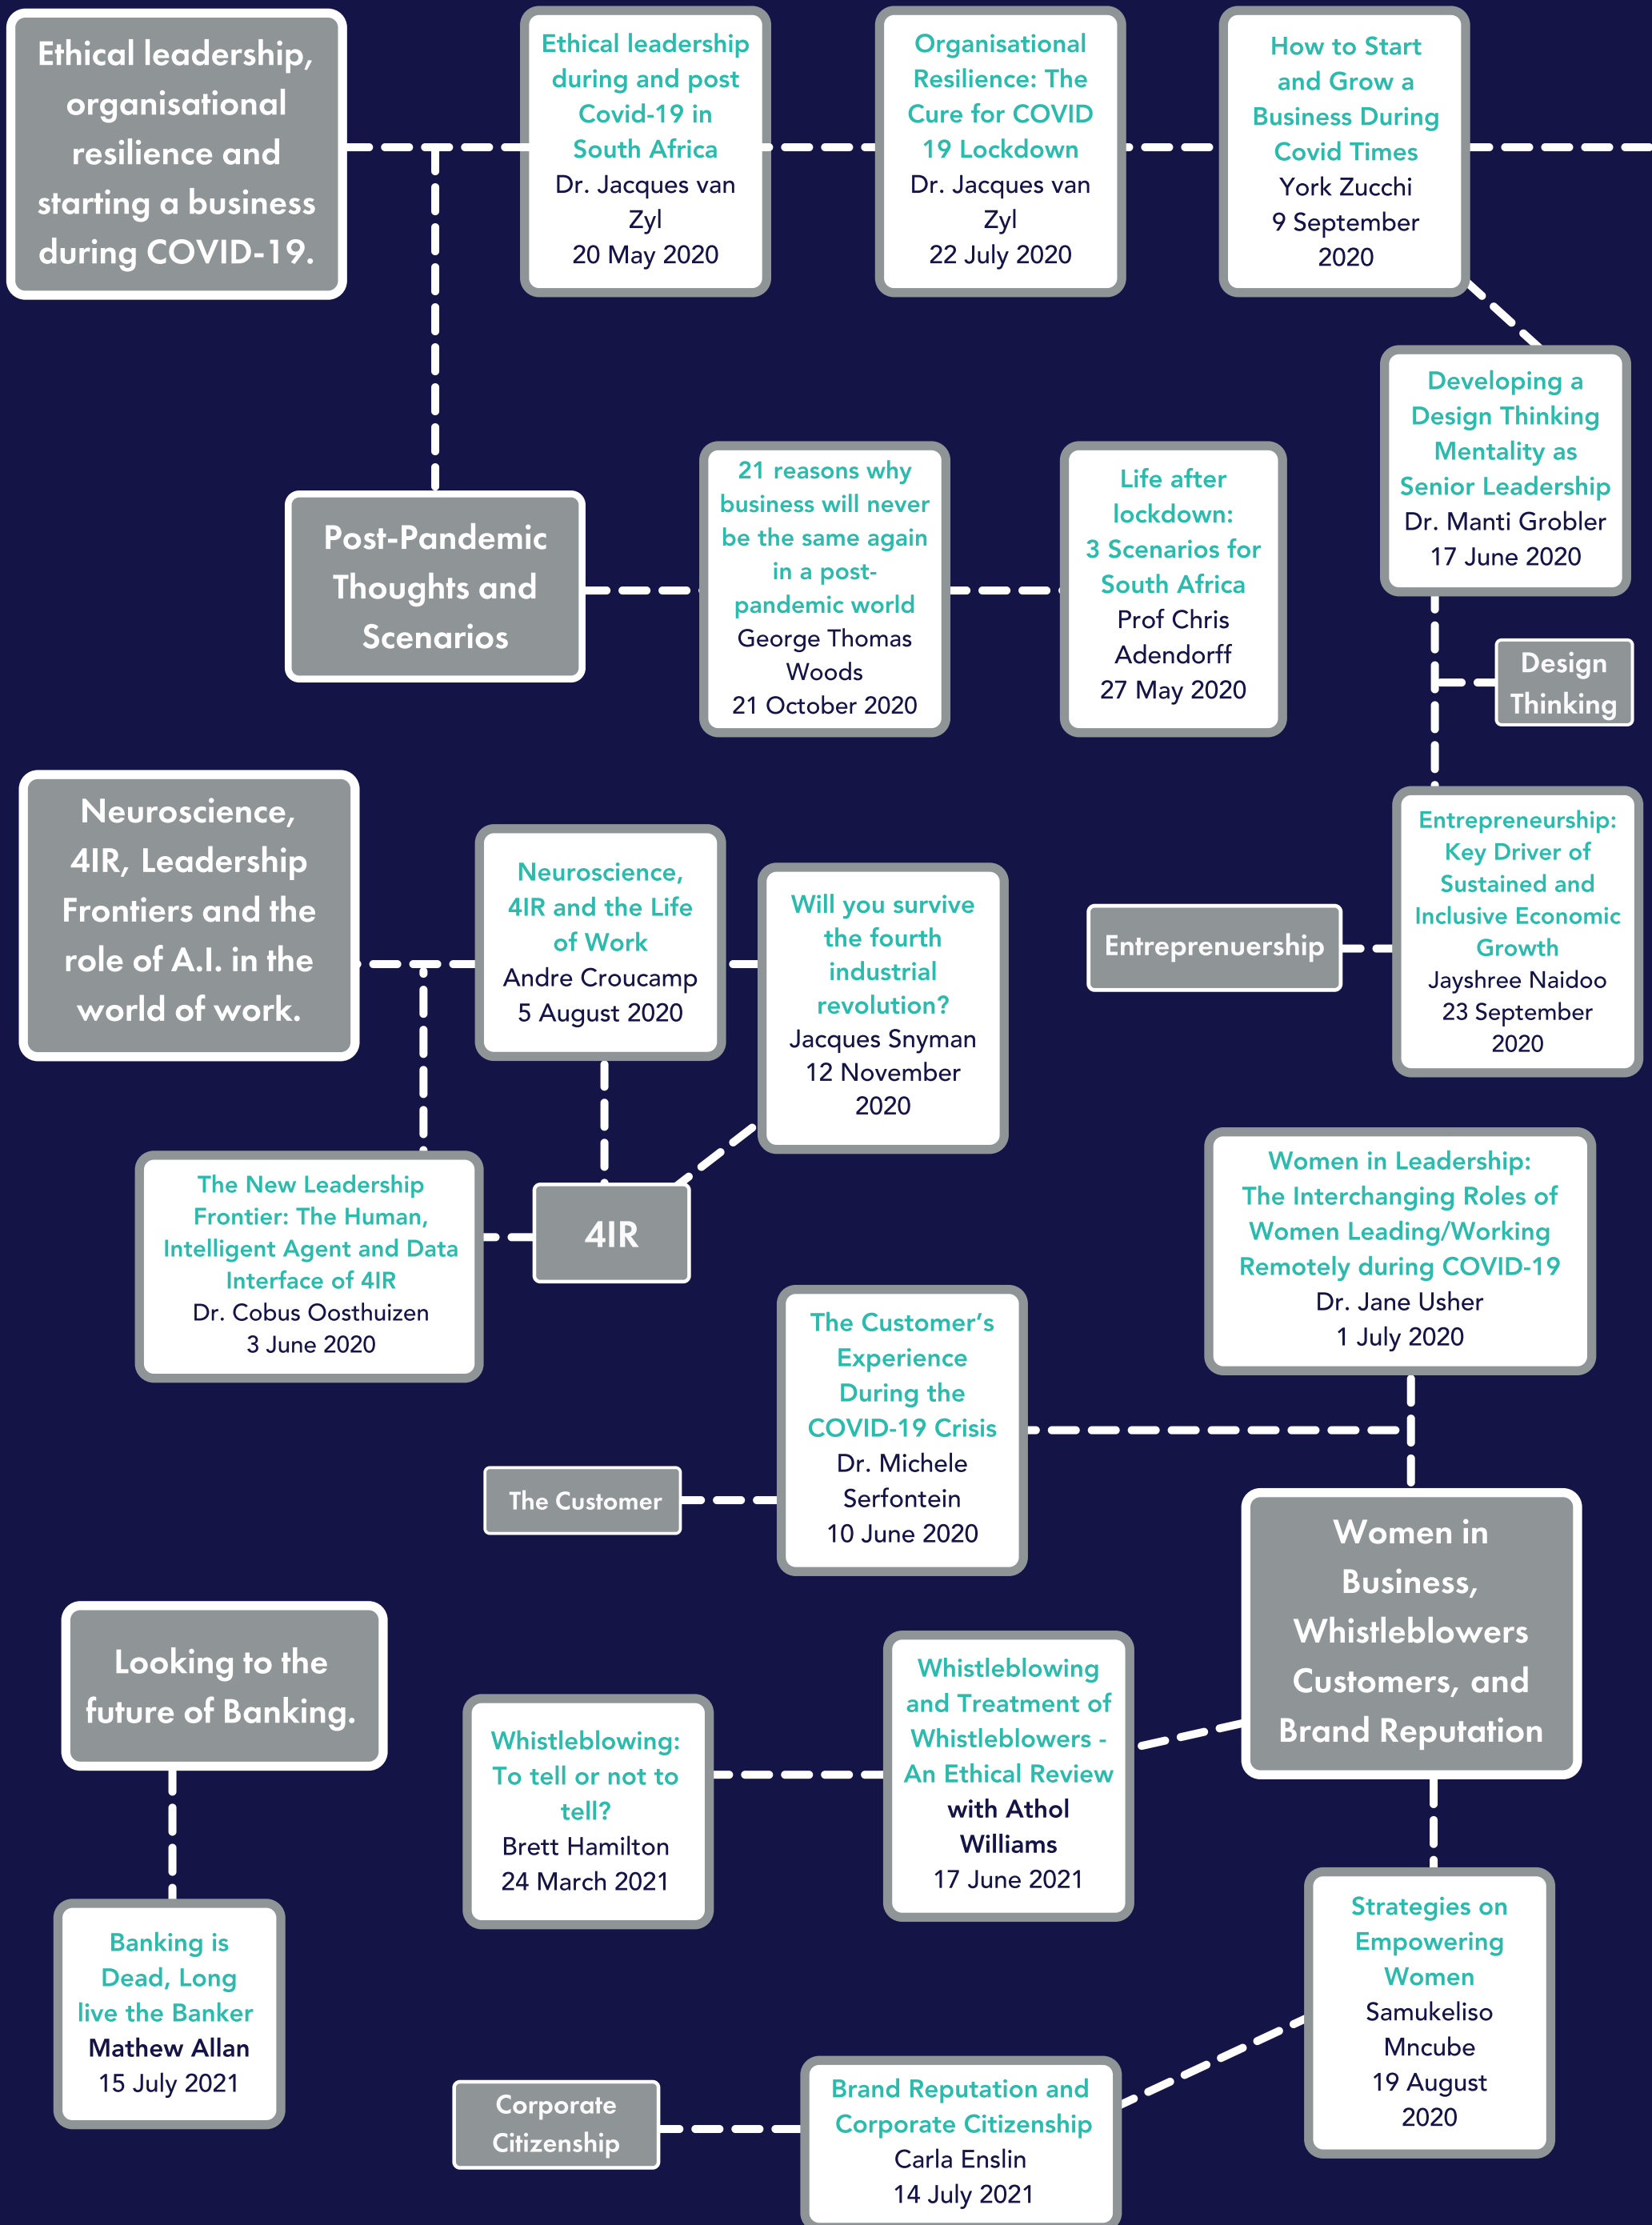 Ethical leadership,
organisational
resilience and
starting a business
during COVID-19.
Ethical leadership
during and post
Covid-19 in
South Africa
Dr. Jacques van
Zyl
20 May 2020
Organisational
Resilience: The
Cure for COVID
19 Lockdown
Dr. Jacques van
Zyl
22 July 2020
How to Start
and Grow a
Business During
Covid Times
York Zucchi
9 September
2020
Developing a
Design Thinking
Mentality as
Senior Leadership
Dr. Manti Grobler
17 June 2020
Post-Pandemic
Thoughts and
Scenarios
21 reasons why
business will never
be the same again
in a post-
pandemic world
George Thomas
Woods
21 October 2020
Life after
lockdown:
3 Scenarios for
South Africa
Prof Chris
Adendorff
27 May 2020
Design
Thinking
Neuroscience,
4IR, Leadership
Frontiers and the
role of A.I. in the
world of work.
Neuroscience,
4IR and the Life
of Work
Andre Croucamp
5 August 2020
Will you survive
the fourth
industrial
revolution?
Jacques Snyman
12 November
2020
Entreprenuership
Entrepreneurship:
Key Driver of
Sustained and
Inclusive Economic
Growth
Jayshree Naidoo
23 September
2020
The New Leadership
Frontier: The Human,
Intelligent Agent and Data
Interface of 4IR
Dr. Cobus Oosthuizen
3 June 2020
4IR
Women in Leadership:
The Interchanging Roles of
Women Leading/Working
Remotely during COVID-19
Dr. Jane Usher
1 July 2020
The Customer's
Experience
During the
COVID-19 Crisis
Dr. Michele
Serfontein
10 June 2020
The Customer
Women in
Business,
Whistleblowers
Customers, and
Brand Reputation
Looking to the
future of Banking.
Whistleblowing:
To tell or not to
tell?
Brett Hamilton
24 March 2021
Whistleblowing
and Treatment of
Whistleblowers -
An Ethical Review
with Athol
Williams
17 June 2021
Banking is
Dead, Long
live the Banker
Mathew Allan
15 July 2021
Strategies on
Empowering
Women
Samukeliso
Mncube
19 August
2020
Corporate
Citizenship
Brand Reputation and
Corporate Citizenship
Carla Enslin
14 July 2021